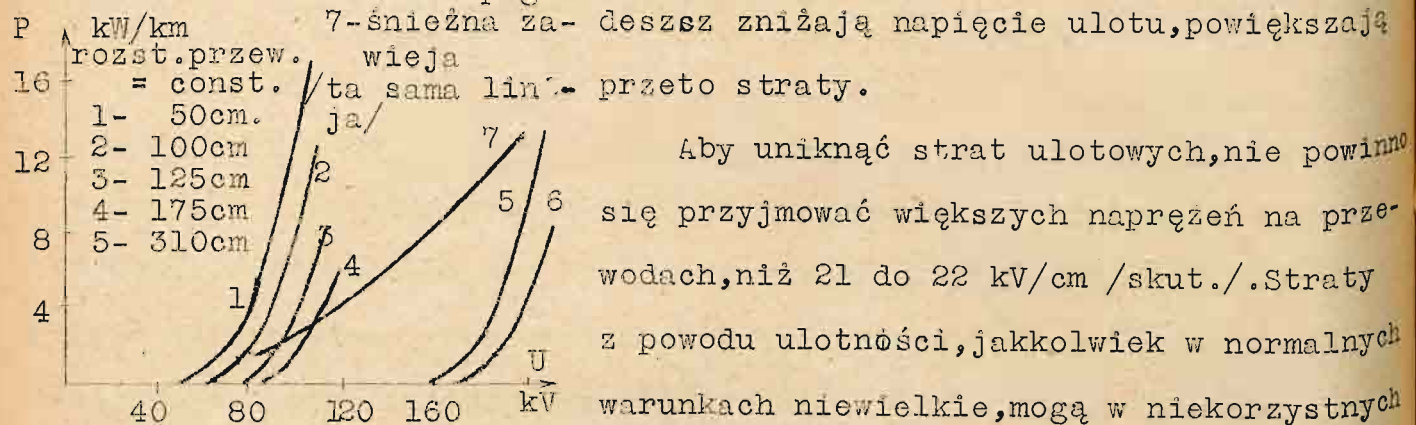 P kW/km
rozst.przew.
= const.
1- 50cm.
2- 100cm
3- 125cm
4- 175cm
5- 310cm
7-śnieżna za-
wieja
/ta sama
ja/
16
12
8
4
1
2
3
4
7
5
6
U
kV
40 80 120 160
deszsz zniżają napięcie ulotu,powiększają
przeto straty.
Aby uniknąć strat ulotowych,nie powinno
się przyjmować większych naprężeń na prze-
wodach,niż 21 do 22 kV/cm /skut./.Straty
z powodu ulotności,jakkolwiek w normalnych
warunkach niewielkie,mogą w niekorzystnych